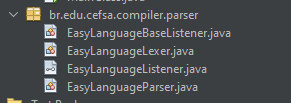 br.edu.cefsa.compiler.parser
EasyLanguageBaseListener.java
EasyLanguageLexer.java
EasyLanguageListener.java
EasyLanguageParser.java